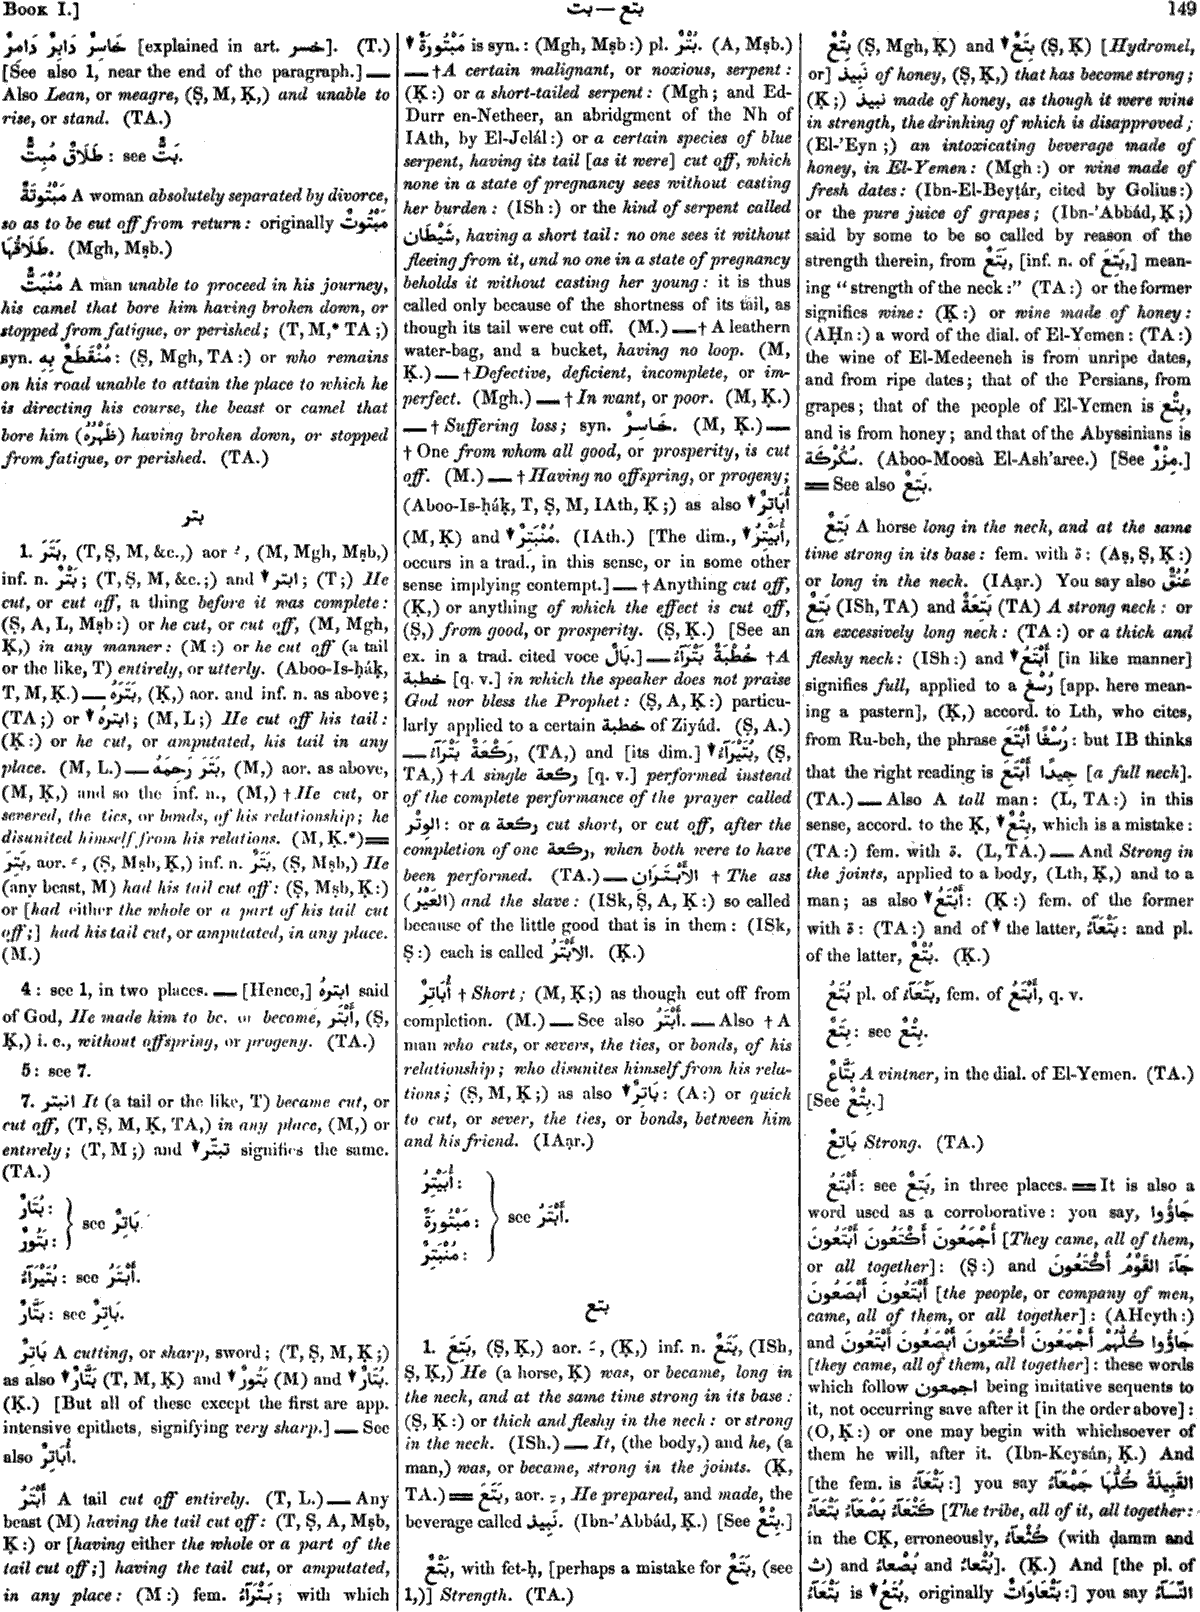 BOOK I.]
بت — بتع
149
خَاسِرٌ دَابِرٌ دَامِرٌ [explained in art. خسر]. (T.)
[See also 1, near the end of the paragraph.] —
Also Lean, or meagre, (Ṣ, M, Ḳ,) and unable to
rise, or stand. (TA.)
طَلَاقٌ مُبِتٌّ : see بَتٌّ.
مَبْتُوتَةٌ A woman absolutely separated by divorce,
so as to be cut off from return : originally مَبْتُوتٌ
طَلَاقُهَا. (Mgh, Mṣb.)
مُنْبَتٌّ A man unable to proceed in his journey,
his camel that bore him having broken down, or
stopped from fatigue, or perished ; (T, M,* TA ;)
syn. مُنْقَطَعٌ بِهِ : (Ṣ, Mgh, TA :) or who remains
on his road unable to attain the place to which he
is directing his course, the beast or camel that
bore him (ظَهْرُهُ) having broken down, or stopped
from fatigue, or perished. (TA.)
بتر
1. بَتَرَ, (T, Ṣ, M, &c.,) aor ـُ, (M, Mgh, Mṣb,)
inf. n. بَتْرٌ ; (T, Ṣ, M, &c. ;) and ▼ ابتر ; (T ;) He
cut, or cut off, a thing before it was complete :
(Ṣ, A, L, Mṣb :) or he cut, or cut off, (M, Mgh,
Ḳ,) in any manner : (M :) or he cut off (a tail
or the like, T) entirely, or utterly. (Aboo-Is-ḥáḳ,
T, M, Ḳ.) — بَتَرَهُ, (Ḳ,) aor. and inf. n. as above ;
(TA ;) or ▼ ابترهُ ; (M, L ;) He cut off his tail :
(Ḳ :) or he cut, or amputated, his tail in any
place. (M, L.) — بَتَرَ رَحِمَهُ, (M,) aor. as above,
(M, Ḳ,) and so the inf. n., (M,) † He cut, or
severed, the ties, or bonds, of his relationship ; he
disunited himself from his relations. (M, Ḳ.*) =
بَتِرَ, aor. ـَ, (Ṣ, Mṣb, Ḳ,) inf. n. بَتَرٌ, (Ṣ, Mṣb,) He
(any beast, M) had his tail cut off : (Ṣ, Mṣb, Ḳ :)
or [had either the whole or a part of his tail cut
off ;] had his tail cut, or amputated, in any place.
(M.)
4 : see 1, in two places. — [Hence,] ابترهُ said
of God, He made him to be, or become, أَبْتَر, (Ṣ,
Ḳ,) i. e., without offspring, or progeny. (TA.)
5 : see 7.
7. انبتر It (a tail or the like, T) became cut, or
cut off, (T, Ṣ, M, Ḳ, TA,) in any place, (M,) or
entirely ; (T, M ;) and ▼ تبتّر signifies the same.
(TA.)
بُتَارٌ :
بَتُورٌ : } see بَاتِرٌ.
بُتَيْرَآءُ : see أَبْتَرُ.
بَتَّارٌ : see بَاتِرٌ.
بَاتِرٌ A cutting, or sharp, sword ; (T, Ṣ, M, Ḳ ;)
as also ▼ بَتَّارٌ (T, M, Ḳ) and ▼ بَتُورٌ (M) and ▼ بُتَارٌ.
(Ḳ.) [But all of these except the first are app.
intensive epithets, signifying very sharp.] — See
also أُبَاتِرٌ.
أَبْتَرُ A tail cut off entirely. (T, L.) — Any
beast (M) having the tail cut off : (T, Ṣ, A, Mṣb,
Ḳ :) or [having either the whole or a part of the
tail cut off ;] having the tail cut, or amputated,
in any place : (M :) fem. بَتْرَآءُ ; with which
▼ مَبْتُورَةٌ is syn. : (Mgh, Mṣb :) pl. بُتْرٌ. (A, Mṣb.)
— † A certain malignant, or noxious, serpent :
(Ḳ :) or a short-tailed serpent : (Mgh ; and Ed-
Durr en-Netheer, an abridgment of the Nh of
IAth, by El-Jelál :) or a certain species of blue
serpent, having its tail [as it were] cut off, which
none in a state of pregnancy sees without casting
her burden : (ISh :) or the kind of serpent called
شَيْطَان, having a short tail : no one sees it without
fleeing from it, and no one in a state of pregnancy
beholds it without casting her young : it is thus
called only because of the shortness of its tail, as
though its tail were cut off. (M.) — † A leathern
water-bag, and a bucket, having no loop. (M,
Ḳ.) — † Defective, deficient, incomplete, or im-
perfect. (Mgh.) — † In want, or poor. (M, Ḳ.)
— † Suffering loss ; syn. خَاسِرٌ. (M, Ḳ.) —
† One from whom all good, or prosperity, is cut
off. (M.) — † Having no offspring, or progeny ;
(Aboo-Is-ḥáḳ, T, Ṣ, M, IAth, Ḳ ;) as also ▼ أُبَاتِرٌ
(M, Ḳ) and ▼ مُنْبَتِرٌ. (IAth.) [The dim., ▼ أُبَيْتِرُ,
occurs in a trad., in this sense, or in some other
sense implying contempt.] — † Anything cut off,
(Ḳ,) or anything of which the effect is cut off,
(Ṣ,) from good, or prosperity. (Ṣ, Ḳ.) [See an
ex. in a trad. cited voce بَالٌ.] — خُطْبَةٌ بَتْرَآءُ † A
خطبة [q. v.] in which the speaker does not praise
God nor bless the Prophet : (Ṣ, A, Ḳ :) particu-
larly applied to a certain خطبة of Ziyád. (Ṣ, A.)
— رَكْعَةٌ بَتْرَآءُ, (TA,) and [its dim.] ▼ بُتَيْرَآءُ, (Ṣ,
TA,) † A single ركعة [q. v.] performed instead
of the complete performance of the prayer called
الوِتْر : or a ركعة cut short, or cut off, after the
completion of one ركعة, when both were to have
been performed. (TA.) — الأَبْتَرَانِ † The ass
(العَيْرُ) and the slave : (ISk, Ṣ, A, Ḳ :) so called
because of the little good that is in them : (ISk,
Ṣ :) each is called الأَبْتَرُ. (Ḳ.)
أُبَاتِرٌ † Short ; (M, Ḳ ;) as though cut off from
completion. (M.) — See also أَبْتَرُ. — Also † A
man who cuts, or severs, the ties, or bonds, of his
relationship ; who disunites himself from his rela-
tions ; (Ṣ, M, Ḳ ;) as also ▼ بَاتِرٌ : (A :) or quick
to cut, or sever, the ties, or bonds, between him
and his friend. (IAạr.)
أُبَيْتِرُ :
مَبْتُورَةٌ : } see أَبْتَرُ.
مُنْبَتِرٌ :
بتع
1. بَتِعَ, (Ṣ, Ḳ,) aor. ـَ, (Ḳ,) inf. n. بَتَعٌ, (ISh,
Ṣ, Ḳ,) He (a horse, Ḳ) was, or became, long in
the neck, and at the same time strong in its base :
(Ṣ, Ḳ :) or thick and fleshy in the neck : or strong
in the neck. (ISh.) — It, (the body,) and he, (a
man,) was, or became, strong in the joints. (Ḳ,
TA.) = بَتَعَ, aor. ـِ, He prepared, and made, the
beverage called نَبِيذ. (Ibn-'Abbád, Ḳ.) [See بِتْعٌ.]
بَتْعٌ, with fet-ḥ, [perhaps a mistake for بَتَعٌ, (see
1,)] Strength. (TA.)
بِتْعٌ (Ṣ, Mgh, Ḳ) and ▼ بِتَعٌ (Ṣ, Ḳ) [Hydromel,
or] نَبِيذ of honey, (Ṣ, Ḳ,) that has become strong ;
(Ḳ ;) نبيذ made of honey, as though it were wine
in strength, the drinking of which is disapproved ;
(El-'Eyn ;) an intoxicating beverage made of
honey, in El-Yemen : (Mgh :) or wine made of
fresh dates : (Ibn-El-Beyṭár, cited by Golius :)
or the pure juice of grapes ; (Ibn-'Abbád, Ḳ ;)
said by some to be so called by reason of the
strength therein, from بَتَعٌ, [inf. n. of بَتِعَ,] mean-
ing "strength of the neck :" (TA :) or the former
signifies wine : (Ḳ :) or wine made of honey :
(AḤn :) a word of the dial. of El-Yemen : (TA :)
the wine of El-Medeeneh is from unripe dates,
and from ripe dates ; that of the Persians, from
grapes ; that of the people of El-Yemen is بِتْع,
and is from honey ; and that of the Abyssinians is
سُكُرْكَة. (Aboo-Moosà El-Ash'aree.) [See مِزْرٌ.]
= See also بَتِعٌ.
بَتِعٌ A horse long in the neck, and at the same
time strong in its base : fem. with ة : (Aṣ, Ṣ, Ḳ :)
or long in the neck. (IAạr.) You say also عُنُقٌ
بَتِعٌ (ISh, TA) and بَتِعَةٌ (TA) A strong neck : or
an excessively long neck : (TA :) or a thick and
fleshy neck : (ISh :) and ▼ أَبْتَعُ [in like manner]
signifies full, applied to a رُسْغ [app. here mean-
ing a pastern], (Ḳ,) accord. to Lth, who cites,
from Ru-beh, the phrase رُسْغًا أَبْتَعَ : but IB thinks
that the right reading is جِيدًا أَبْتَعَ [a full neck].
(TA.) — Also A tall man : (L, TA :) in this
sense, accord. to the Ḳ, ▼ بِتْعٌ, which is a mistake :
(TA :) fem. with ة. (L, TA.) — And Strong in
the joints, applied to a body, (Lth, Ḳ,) and to a
man ; as also ▼ أَبْتَعُ : (Ḳ :) fem. of the former
with ة : (TA :) and of ▼ the latter, بَتْعَآءُ : and pl.
of the latter, بُتْعٌ. (Ḳ.)
بُتَعُ pl. of بَتْعَآءُ, fem. of أَبْتَعُ, q. v.
بِتَعٌ : see بِتْعٌ.
بَتَّاعٌ A vintner, in the dial. of El-Yemen. (TA.)
[See بِتْعٌ.]
بَاتِعٌ Strong. (TA.)
أَبْتَعُ : see بَتِعٌ, in three places. = It is also a
word used as a corroborative : you say, جَاؤُوا
أَجْمَعُونَ أَكْتَعُونَ أَبْتَعُونَ [They came, all of them,
or all together] : (Ṣ :) and جَآءَ القَوْمُ أَكْتَعُونَ
أَبْتَعُونَ أَبْصَعُونَ [the people, or company of men,
came, all of them, or all together] : (AHeyth :)
and جَاؤُوا كُلُّهُمْ أَجْمَعُونَ أَكْتَعُونَ أَبْصَعُونَ أَبْتَعُونَ
[they came, all of them, all together] : these words
which follow اجمعون being imitative sequents to
it, not occurring save after it [in the order above] :
(O, Ḳ :) or one may begin with whichsoever of
them he will, after it. (Ibn-Keysán, Ḳ.) And
[the fem. is بَتْعَآءُ :] you say القَبِيلَةُ كُلُّهَا جَمْعَآءُ
كَتْعَآءُ بَصْعَآءُ بَتْعَآءُ [The tribe, all of it, all together :
in the CḲ, erroneously, كُثْعاءُ (with ḍamm and
ث) and بُصْعاءُ and بُتْعاءُ]. (Ḳ.) And [the pl. of
بَتْعَآءُ is ▼ بُتَعُ, originally بَتْعَاوَاتٌ :] you say النِّسَآءُ